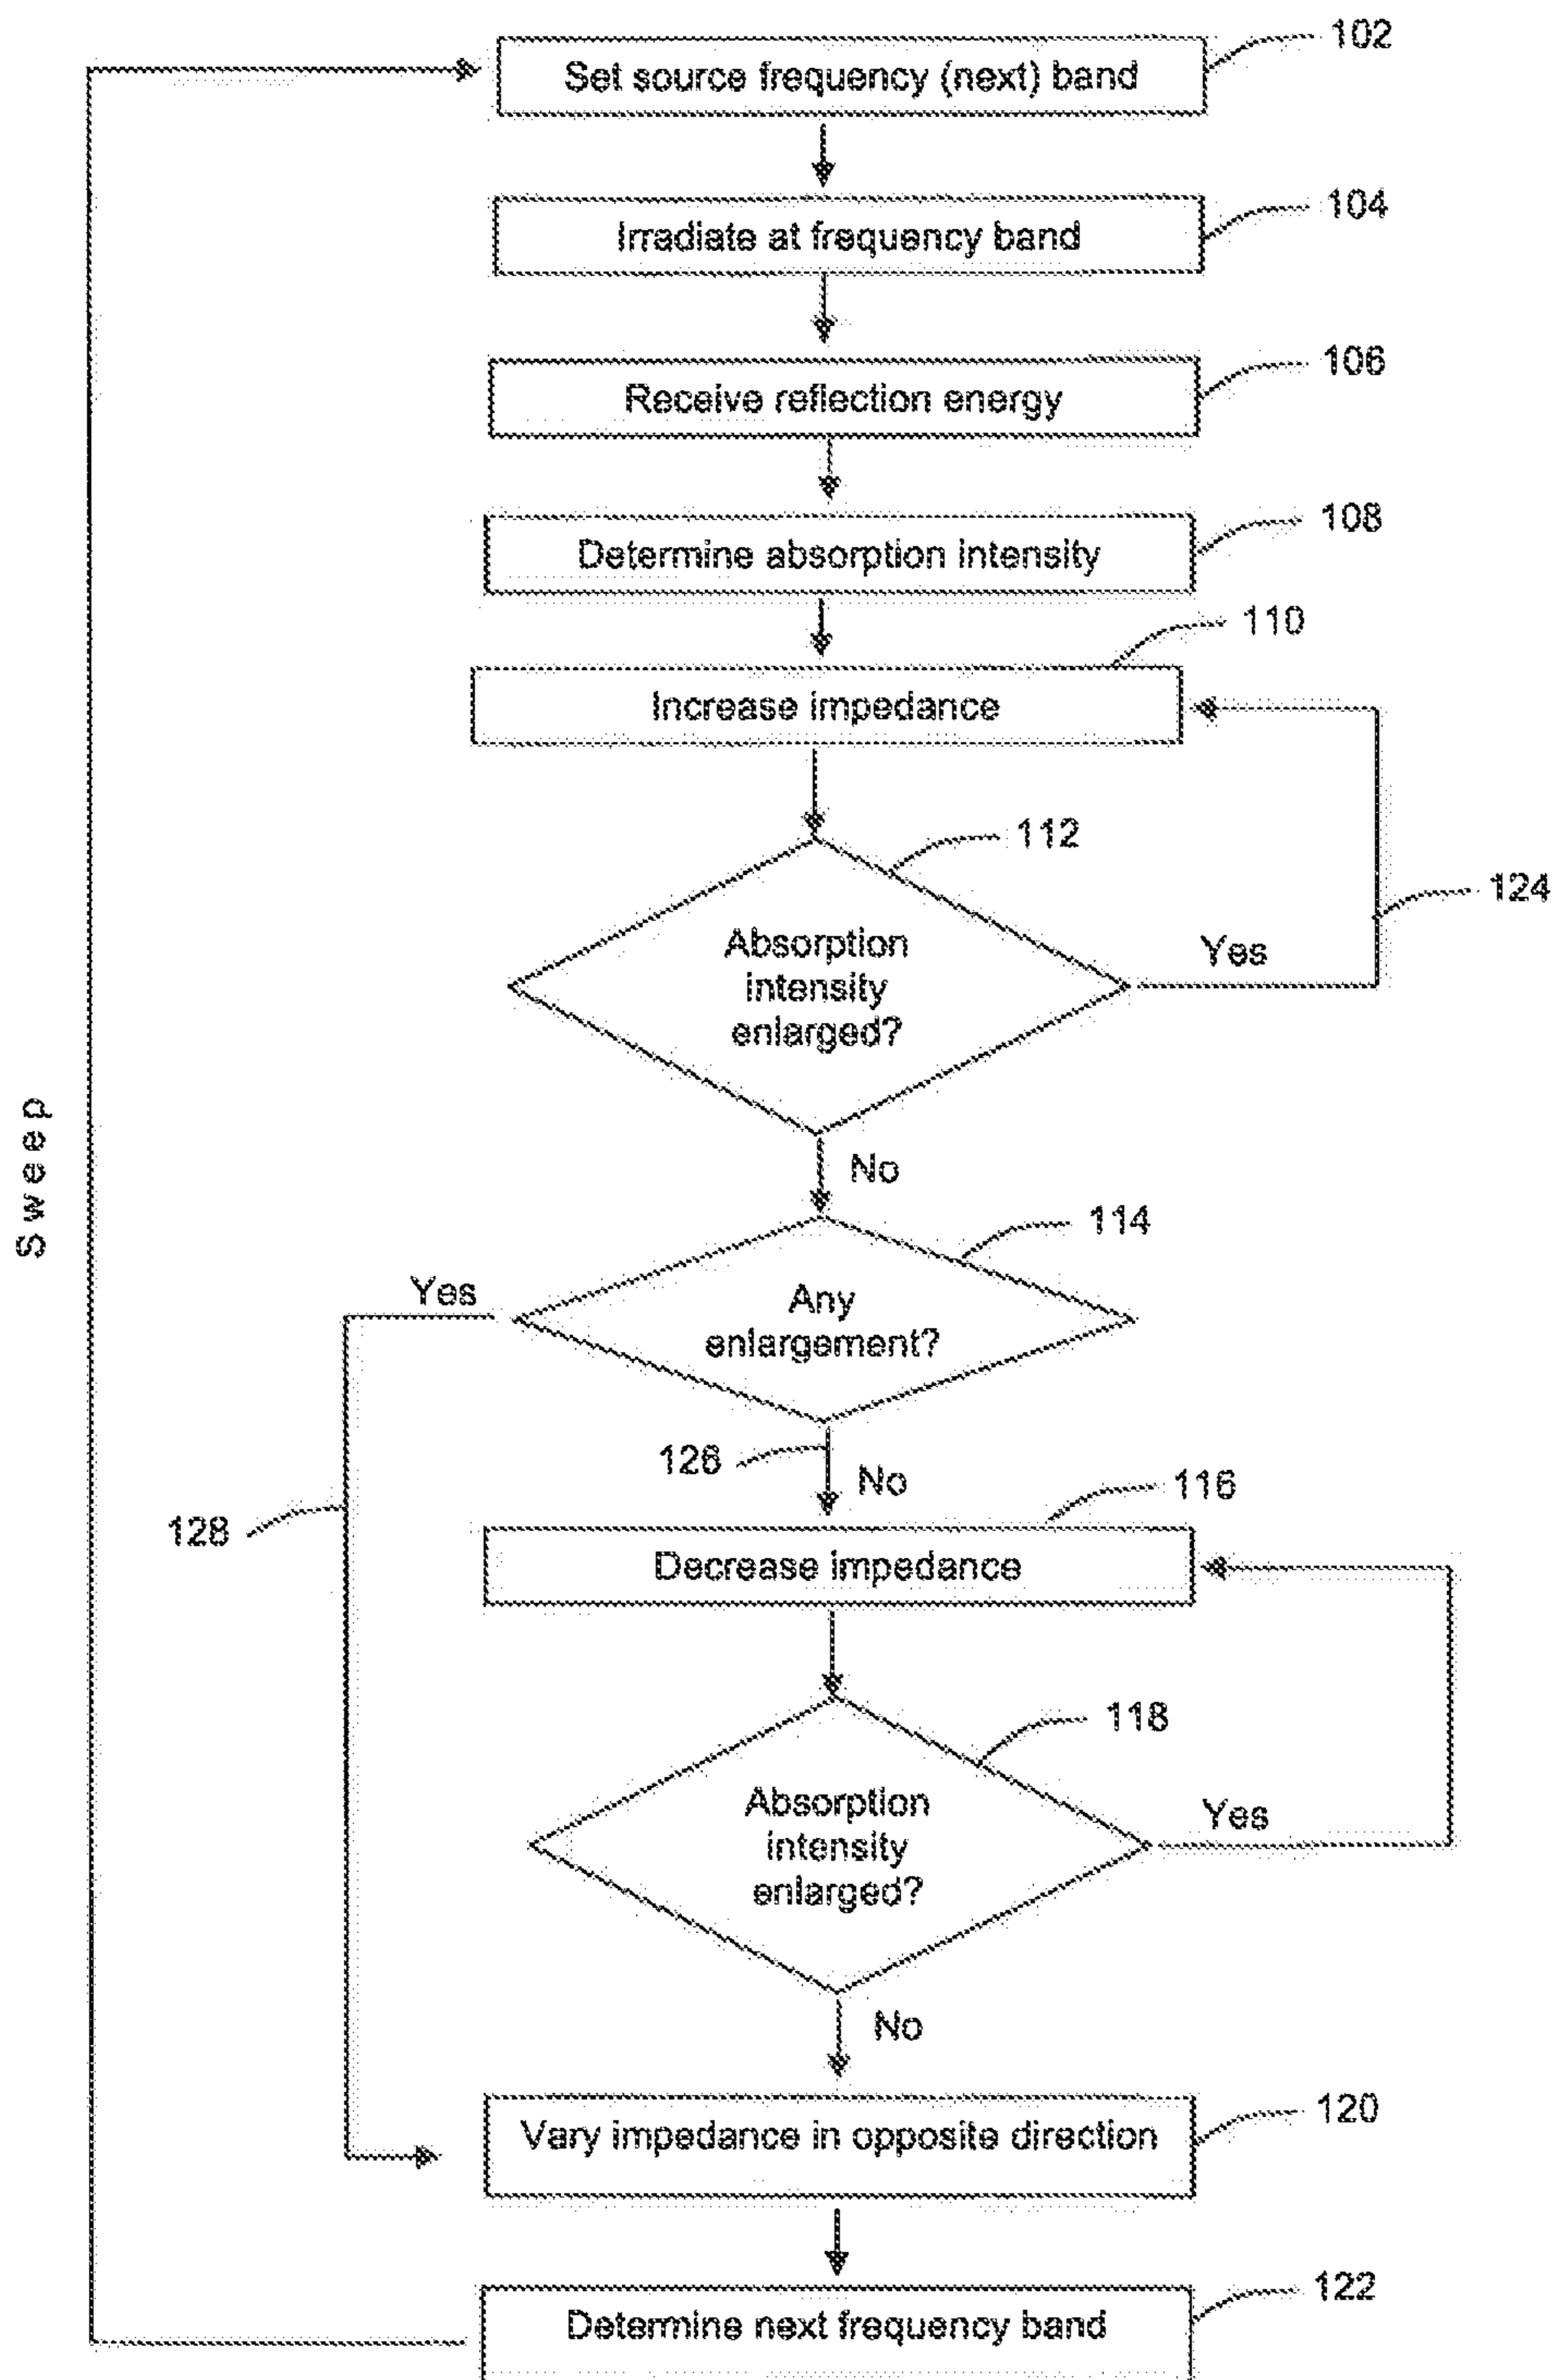 102
Set source frequency (next) band
104
Irradiate at frequency band
106
Receive reflection energy
108
Determine absorption intensity
110
Increase impedance
112
124
Absorption
intensity
enlarged?
Yes
Sweep
No
114
Yes
Any
enlargement?
126
No
116
128
Decrease impedance
118
Absorption
intensity
enlarged?
Yes
No
120
Vary impedance in opposite direction
122
Determine next frequency band